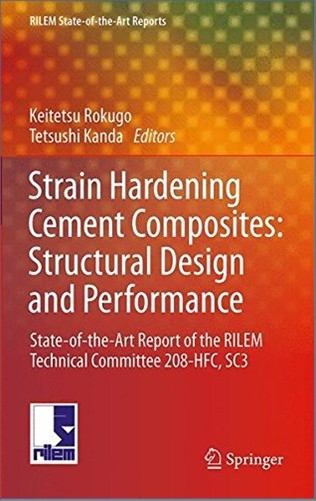 RILEM State-of-the-Art Reports
Keitetsu Rokugo
Tetsushi Kanda Editors
Strain Hardening
Cement Composites:
Structural Design
and Performance
State-of-the-Art Report of the RILEM
Technical Committee 208-HFC, SC3
rilem
Springer